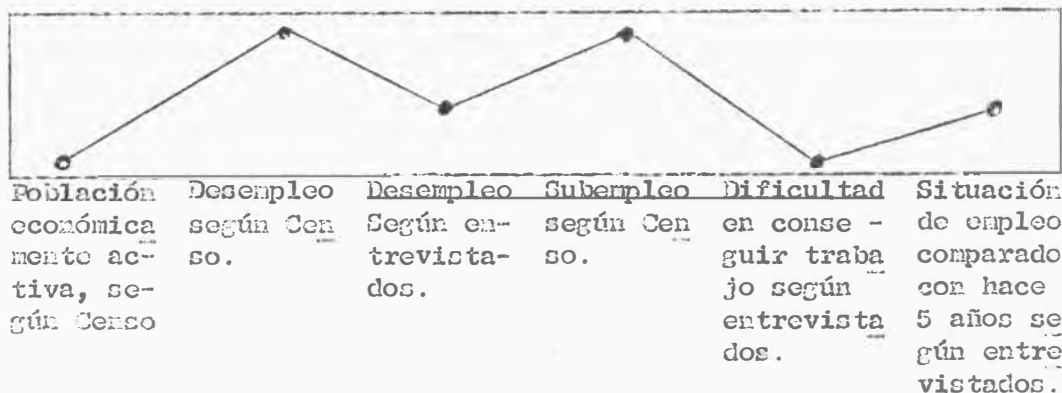 Población
económica
mente ac-
tiva, se-
gún Censo
Desempleo
según Cen
so.
Desempleo
Según en-
trevista-
dos.
Subempleo
según Cen
so.
Dificultad
en conse -
guir traba
jo según
entrevista
dos.
Situación
de empleo
comparado
con hace
5 años se
gún entre
vistados.